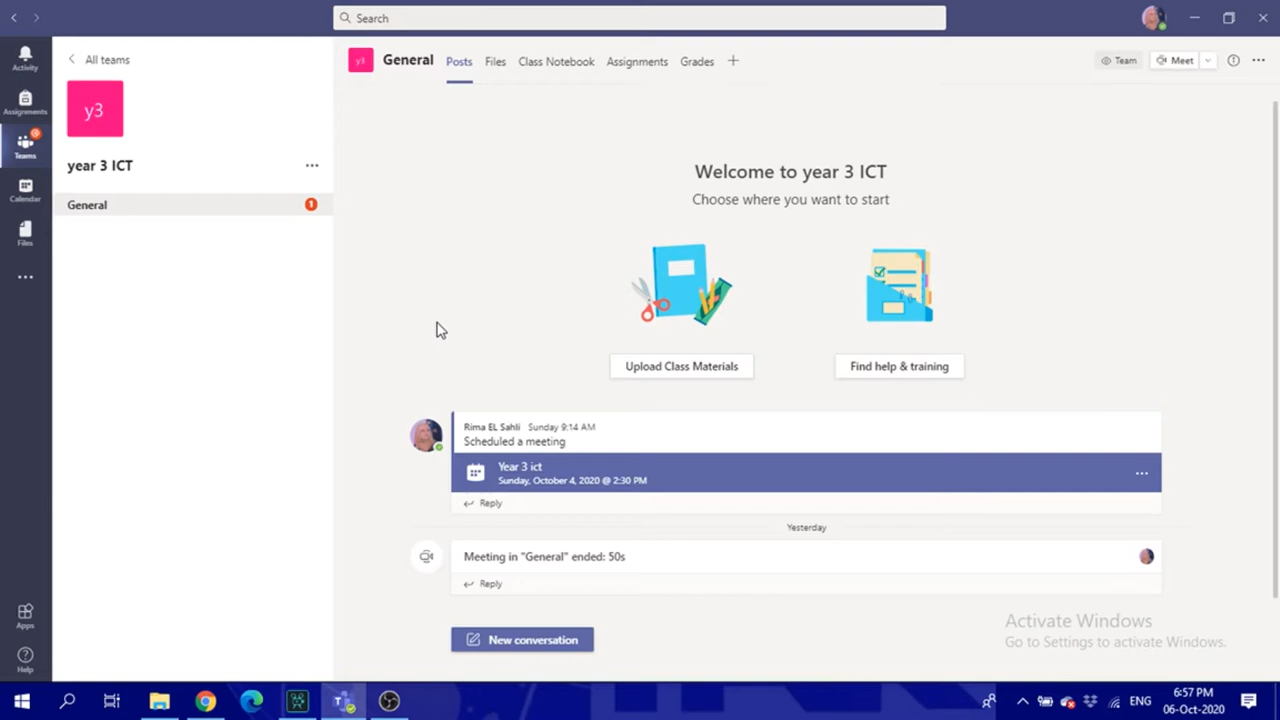 Search
Activity
Assignments
Teams
Calendar
Files
Apps
Help
All teams
y3
year 3 ICT
General
1
y3
General
Posts
Files
Class Notebook
Assignments
Grades
Team
Meet
Welcome to year 3 ICT
Choose where you want to start
Upload Class Materials
Find help & training
Rima EL Sahli Sunday 9:14 AM
Scheduled a meeting
Year 3 ict
Sunday, October 4, 2020 @ 2:30 PM
Reply
Yesterday
Meeting in "General" ended: 50s
Reply
New conversation
Activate Windows
Go to Settings to activate Windows.
ENG
6:57 PM
06-Oct-2020